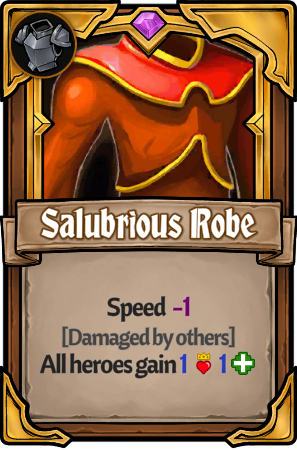 Salubrious Robe
Speed -1
[Damaged by others]
All heroes gain 1 1